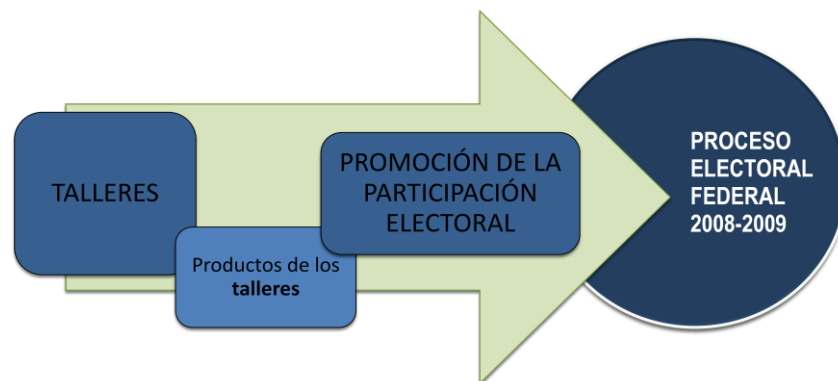 TALLERES
Productos de los
talleres
PROMOCIÓN DE LA
PARTICIPACIÓN
ELECTORAL
PROCESO
ELECTORAL
FEDERAL
2008-2009